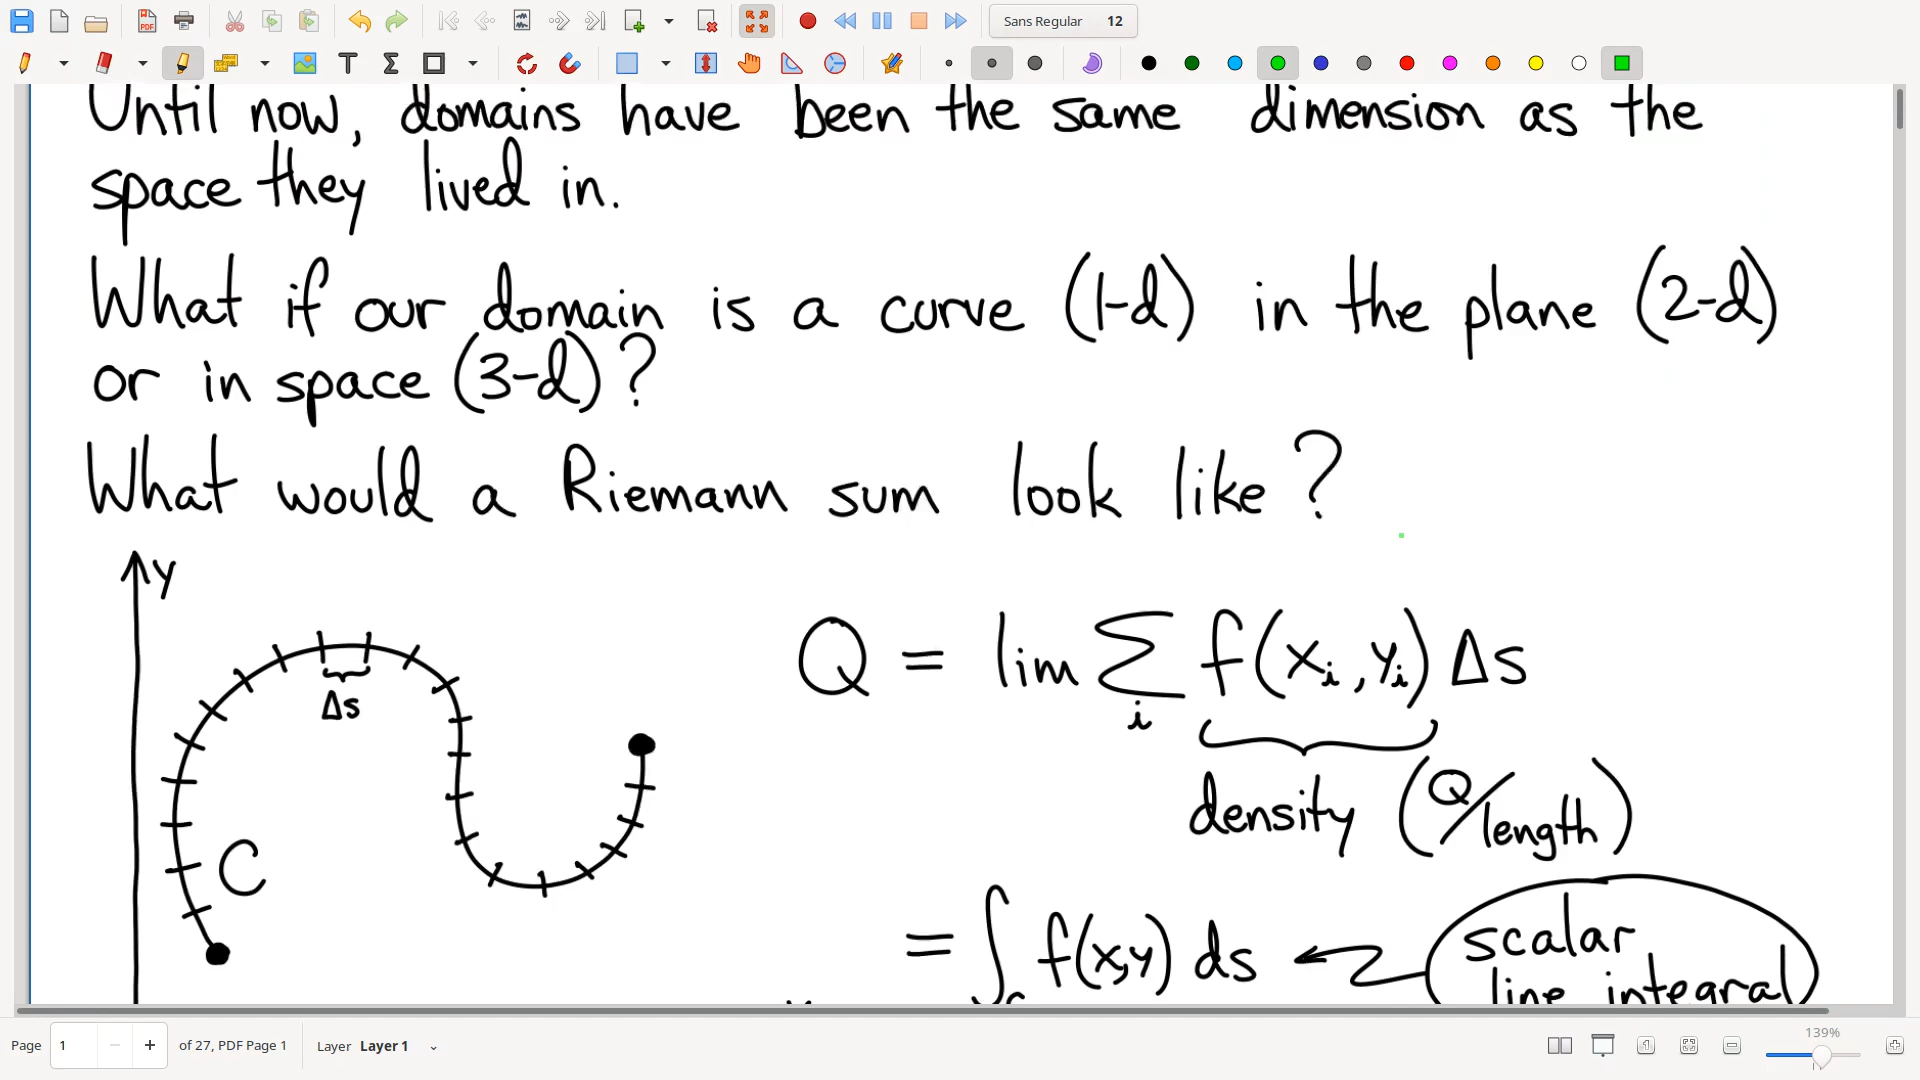 Sans Regular 12
Until now, domains have been the same dimension as the
space they lived in.
What if our domain is a curve (1-d) in the plane (2-d)
or in space (3-d)?
What would a Riemann sum look like?
y
Δs
C
Q = lim Σ f(xᵢ,yᵢ) Δs
i
density (Q/length)
= ∫ f(x,y) ds
C
scalar
line integral
Page 1 of 27, PDF Page 1 Layer Layer 1
139%